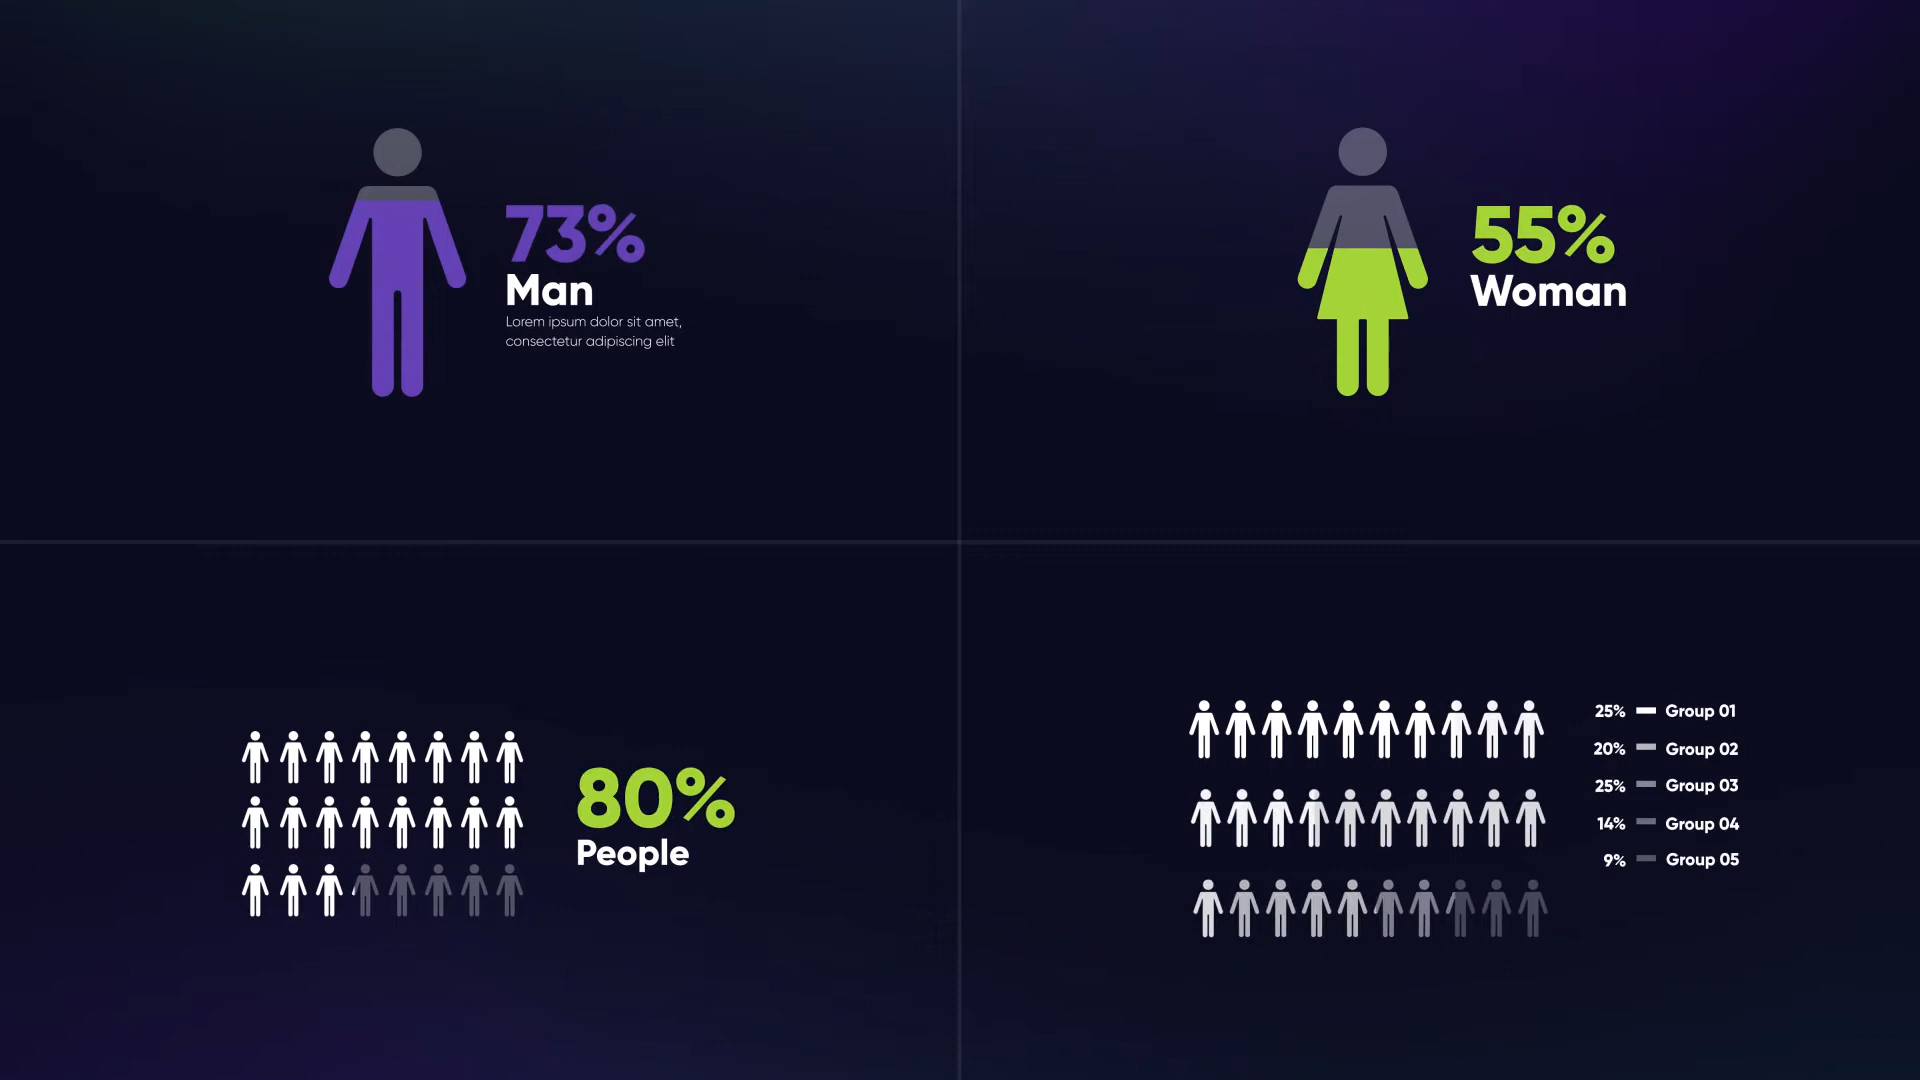 73%
Man
Lorem ipsum dolor sit amet,
consectetur adipiscing elit
55%
Woman
80%
People
25% Group 01
20% Group 02
25% Group 03
14% Group 04
9% Group 05